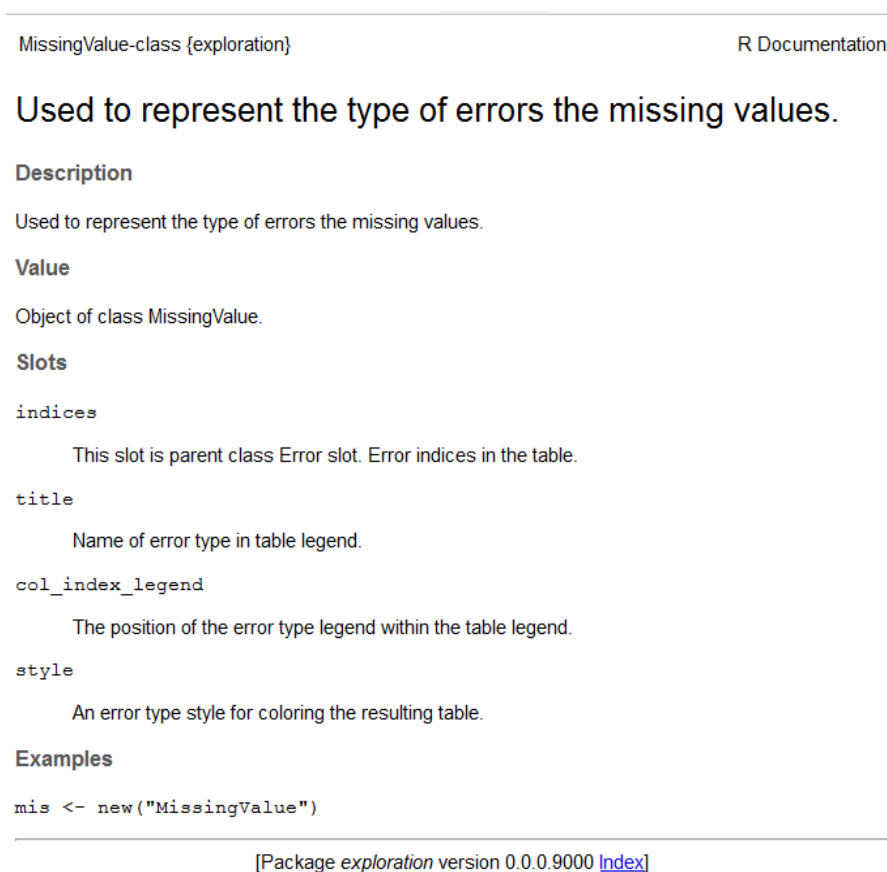 MissingValue-class {exploration} R Documentation
Used to represent the type of errors the missing values.
Description
Used to represent the type of errors the missing values.
Value
Object of class MissingValue.
Slots
indices
This slot is parent class Error slot. Error indices in the table.
title
Name of error type in table legend.
col_index_legend
The position of the error type legend within the table legend.
style
An error type style for coloring the resulting table.
Examples
mis <- new("MissingValue")
[Package exploration version 0.0.0.9000 Index]